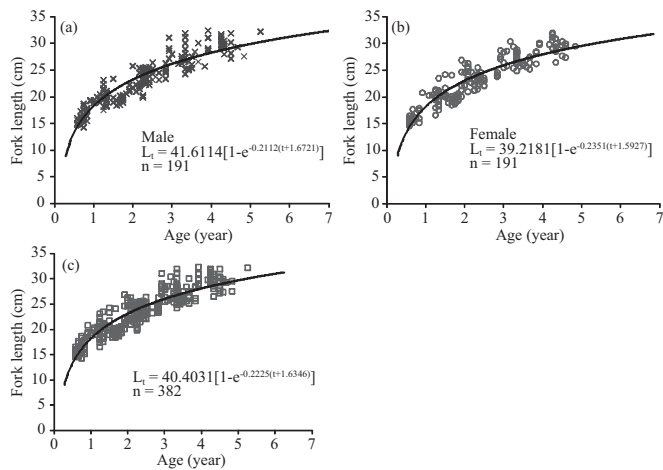 (a)
Fork length (cm)
35
30
25
20
15
10
5
0
Male
Lₜ = 41.6114[1-e^-0.2112(t+1.6721)]
n = 191
0 1 2 3 4 5 6 7
Age (year)
(b)
Fork length (cm)
35
30
25
20
15
10
5
0
Female
Lₜ = 39.2181[1-e^-0.2351(t+1.5927)]
n = 191
0 1 2 3 4 5 6 7
Age (year)
(c)
Fork length (cm)
35
30
25
20
15
10
5
0
Lₜ = 40.4031[1-e^-0.2225(t+1.6346)]
n = 382
0 1 2 3 4 5 6 7
Age (year)